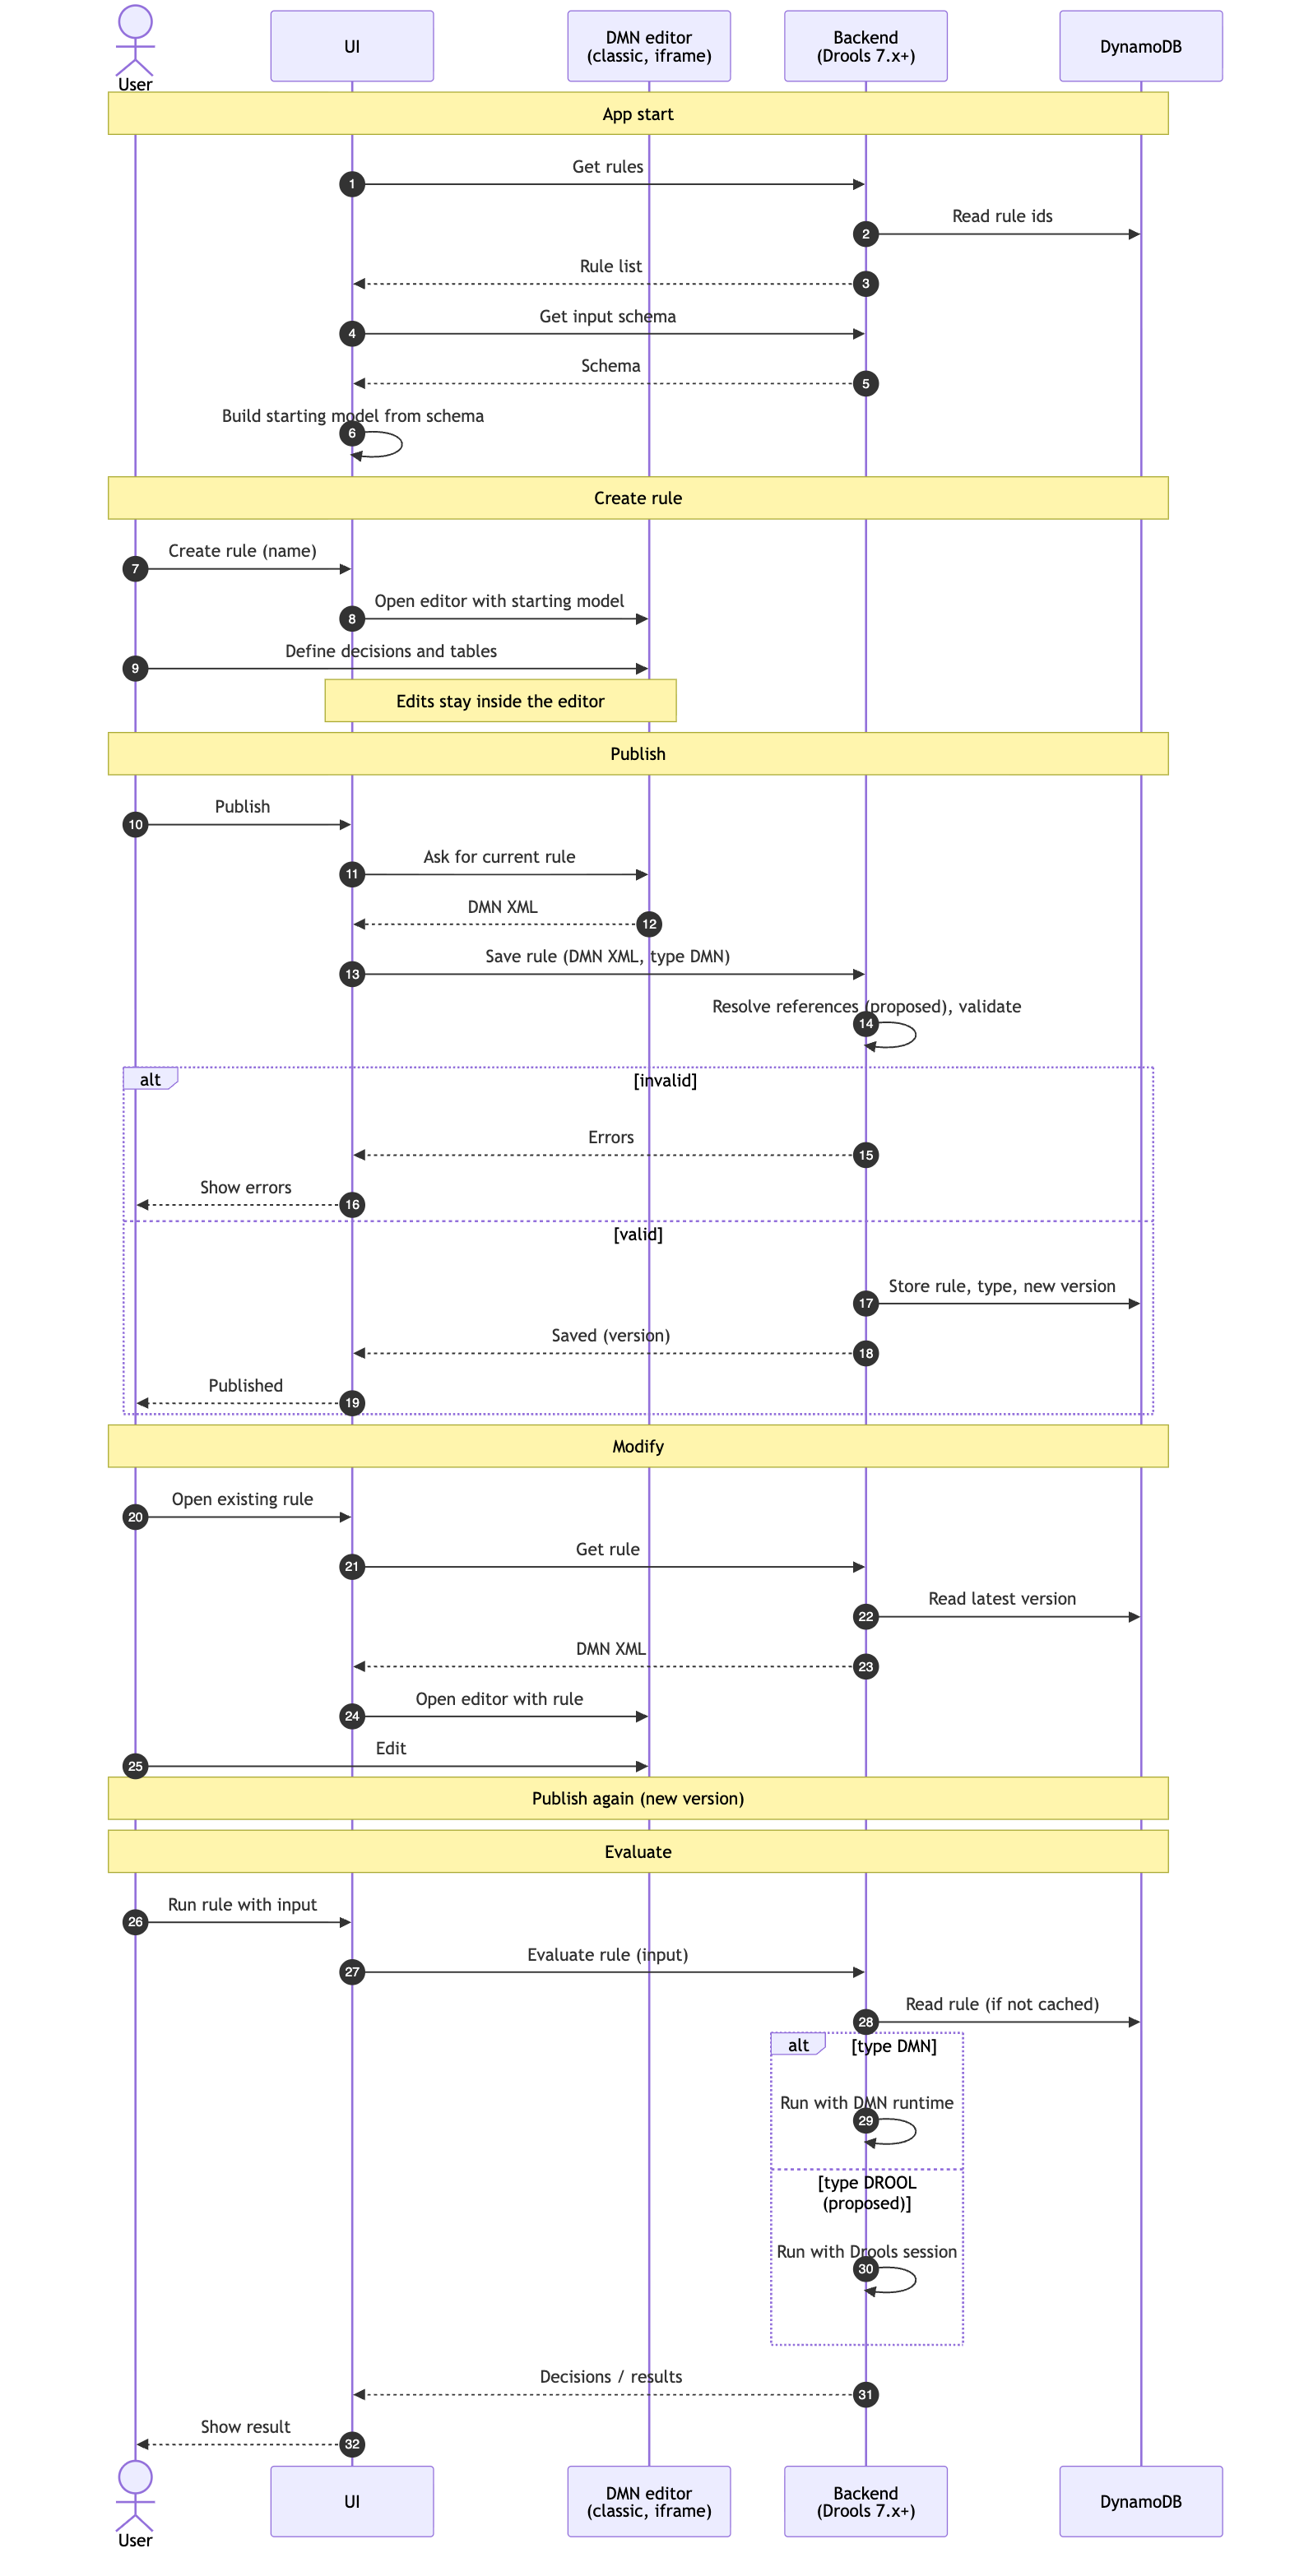 User
UI
DMN editor
(classic, iframe)
Backend
(Drools 7.x+)
DynamoDB
App start
Get rules
1
Read rule ids
2
Rule list
3
Get input schema
4
Schema
5
Build starting model from schema
6
Create rule
Create rule (name)
7
Open editor with starting model
8
Define decisions and tables
9
Edits stay inside the editor
Publish
Publish
10
Ask for current rule
11
DMN XML
12
Save rule (DMN XML, type DMN)
13
Resolve references (proposed), validate
14
alt
[invalid]
Errors
15
Show errors
16
[valid]
Store rule, type, new version
17
Saved (version)
18
Published
19
Modify
Open existing rule
20
Get rule
21
Read latest version
22
DMN XML
23
Open editor with rule
24
Edit
25
Publish again (new version)
Evaluate
Run rule with input
26
Evaluate rule (input)
27
Read rule (if not cached)
28
alt
[type DMN]
Run with DMN runtime
29
[type DROOL
(proposed)]
Run with Drools session
30
Decisions / results
31
Show result
32
User
UI
DMN editor
(classic, iframe)
Backend
(Drools 7.x+)
DynamoDB